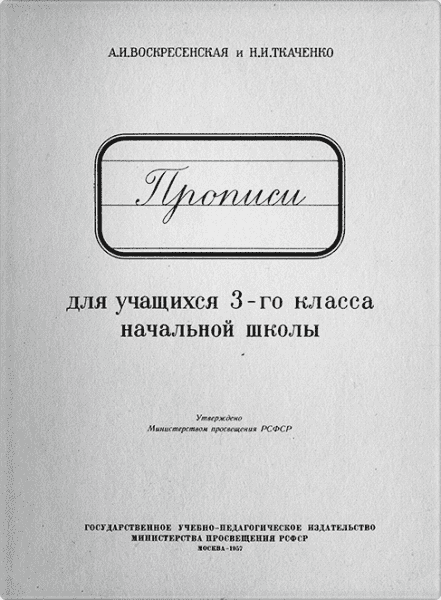 А.И.ВОСКРЕСЕНСКАЯ и Н.И.ТКАЧЕНКО
Прописи
для учащихся 3-го класса
начальной школы
Утверждено
Министерством просвещения РСФСР
ГОСУДАРСТВЕННОЕ УЧЕБНО-ПЕДАГОГИЧЕСКОЕ ИЗДАТЕЛЬСТВО
МИНИСТЕРСТВА ПРОСВЕЩЕНИЯ РСФСР
МОСКВА-1957